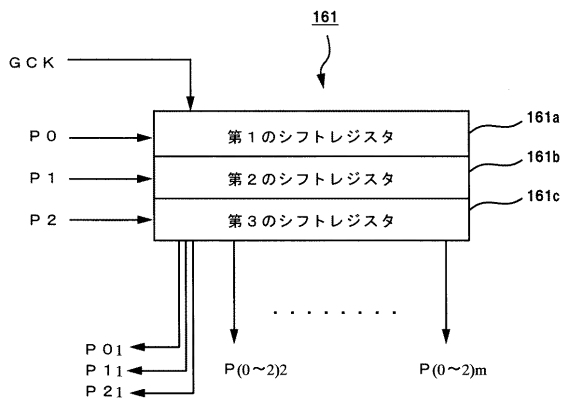 161
GCK
161a
P0 第1のシフトレジスタ
161b
P1 第2のシフトレジスタ
161c
P2 第3のシフトレジスタ
. . . . . . . .
P01
P11
P21
P(0~2)2
P(0~2)m